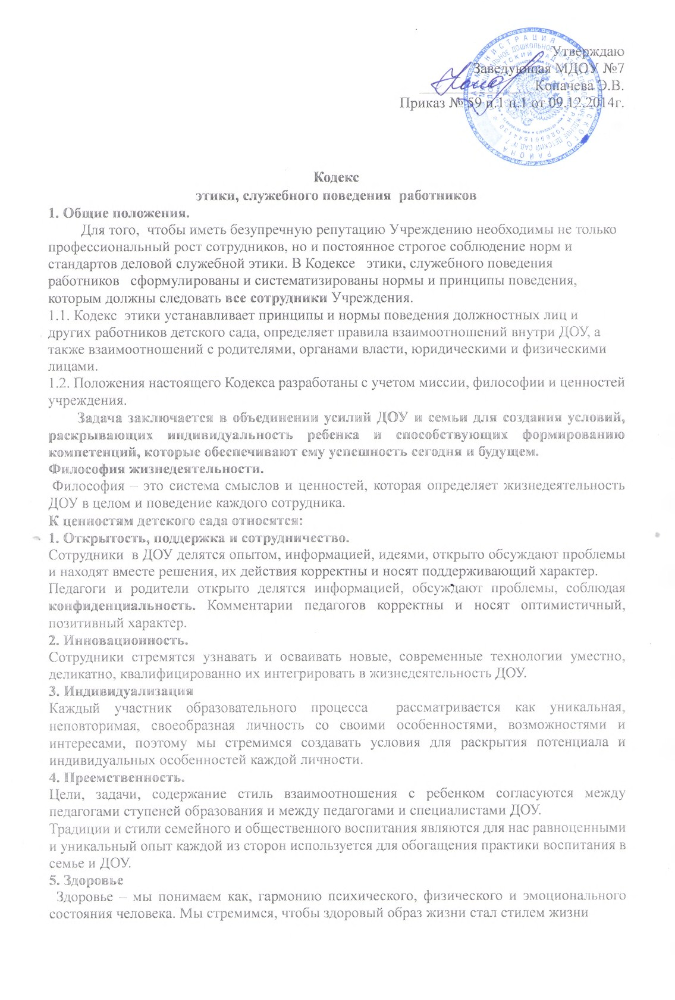 Утверждаю
Заведующая МДОУ №7
Копачева Э.В.
Приказ № 59 п.1 п.1 от 09.12.2014г.
Кодекс
этики, служебного поведения  работников
1. Общие положения.
Для того,  чтобы иметь безупречную репутацию Учреждению необходимы не только
профессиональный рост сотрудников, но и постоянное строгое соблюдение норм и
стандартов деловой служебной этики. В Кодексе   этики, служебного поведения
работников   сформулированы и систематизированы нормы и принципы поведения,
которым должны следовать все сотрудники Учреждения.
1.1. Кодекс  этики устанавливает принципы и нормы поведения должностных лиц и
других работников детского сада, определяет правила взаимоотношений внутри ДОУ, а
также взаимоотношений с родителями, органами власти, юридическими и физическими
лицами.
1.2. Положения настоящего Кодекса разработаны с учетом миссии, философии и ценностей
учреждения.
Задача заключается в объединении усилий ДОУ и семьи для создания условий,
раскрывающих индивидуальность ребенка и способствующих формированию
компетенций, которые обеспечивают ему успешность сегодня и будущем.
Философия жизнедеятельности.
Философия – это система смыслов и ценностей, которая определяет жизнедеятельность
ДОУ в целом и поведение каждого сотрудника.
К ценностям детского сада относятся:
1. Открытость, поддержка и сотрудничество.
Сотрудники  в ДОУ делятся опытом, информацией, идеями, открыто обсуждают проблемы
и находят вместе решения, их действия корректны и носят поддерживающий характер.
Педагоги и родители открыто делятся информацией, обсуждают проблемы, соблюдая
конфиденциальность. Комментарии педагогов корректны и носят оптимистичный,
позитивный характер.
2. Инновационность.
Сотрудники стремятся узнавать и осваивать новые, современные технологии уместно,
деликатно, квалифицированно их интегрировать в жизнедеятельность ДОУ.
3. Индивидуализация
Каждый участник образовательного процесса  рассматривается как уникальная,
неповторимая, своеобразная личность со своими особенностями, возможностями и
интересами, поэтому мы стремимся создавать условия для раскрытия потенциала и
индивидуальных особенностей каждой личности.
4. Преемственность.
Цели, задачи, содержание стиль взаимоотношения с ребенком согласуются между
педагогами ступеней образования и между педагогами и специалистами ДОУ.
Традиции и стили семейного и общественного воспитания являются для нас равноценными
и уникальный опыт каждой из сторон используется для обогащения практики воспитания в
семье и ДОУ.
5. Здоровье
Здоровье – мы понимаем как, гармонию психического, физического и эмоционального
состояния человека. Мы стремимся, чтобы здоровый образ жизни стал стилем жизни